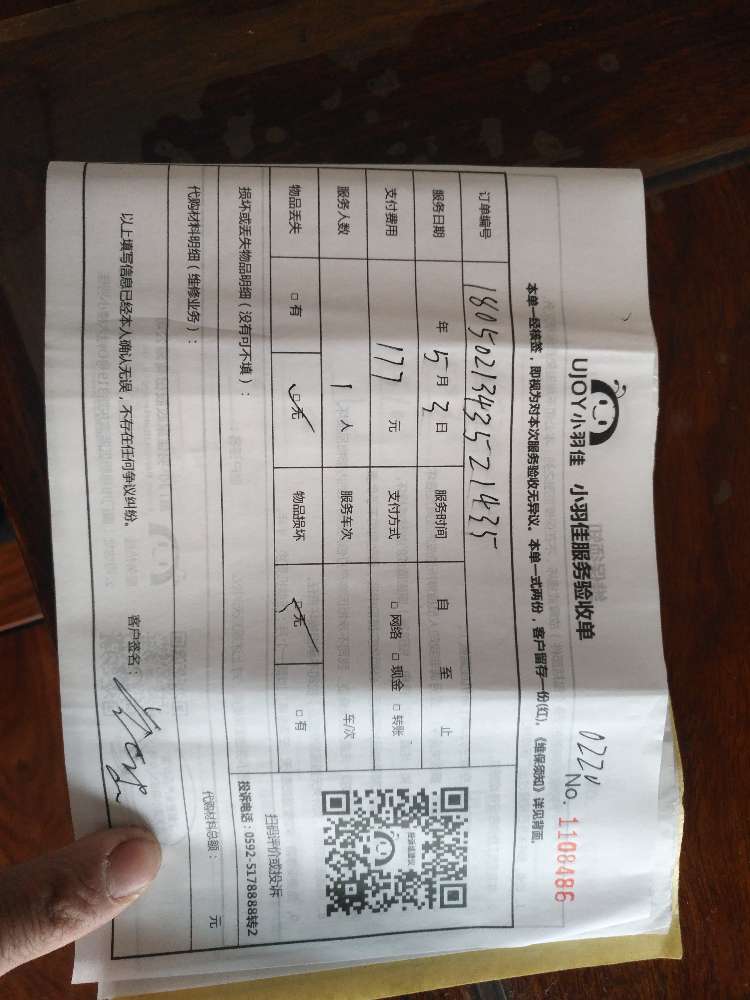 UJOY小羽佳 小羽佳服务验收单
0220
No. 1108486
本单一经核签，即视为对本次服务验收无异议。本单一式两份，客户留存一份(红)，《维保须知》详见背面。
订单编号 1805021343521435
服务日期 年 5 月 3 日 服务时间 自 至 止
支付费用 177 元 支付方式 □ 网络 □ 现金 □ 转账
服务人数 1 人 服务车次 车/次
物品丢失 □ 有 □ 无 物品损坏 □ 无 □ 有
损坏或丢失物品明细（没有可不填）：
扫码评价或投诉
投诉电话：0592-5178888转2
代购材料明细（维修业务）：
代购材料总额： 元
以上填写信息已经本人确认无误，不存在任何争议纠纷。 客户签名：